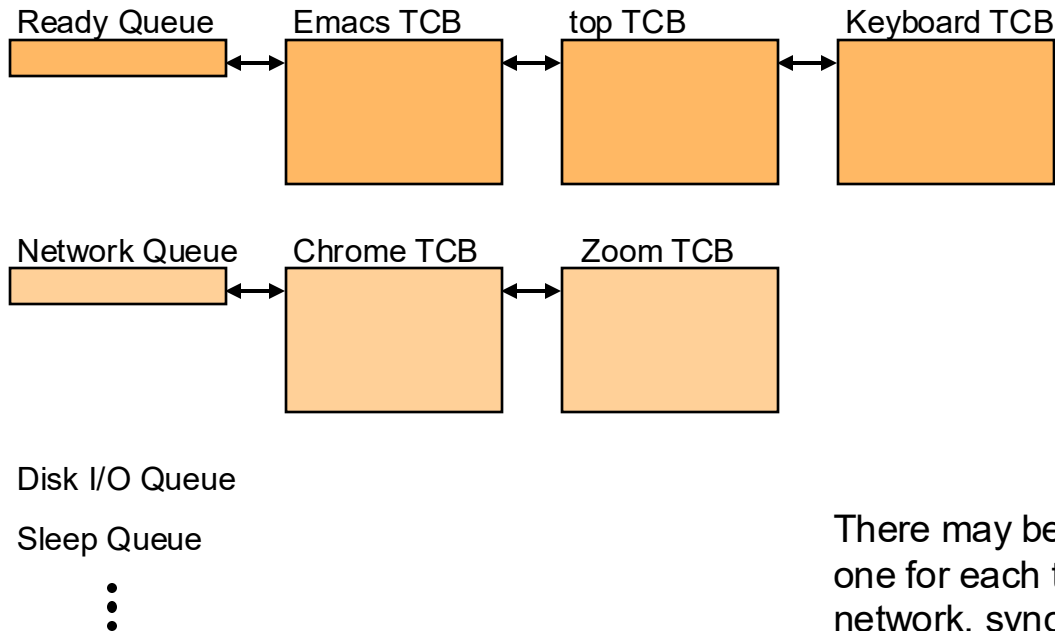 Ready Queue
Emacs TCB
top TCB
Keyboard TCB
Network Queue
Chrome TCB
Zoom TCB
Disk I/O Queue
Sleep Queue
There may be
one for each
network, sync